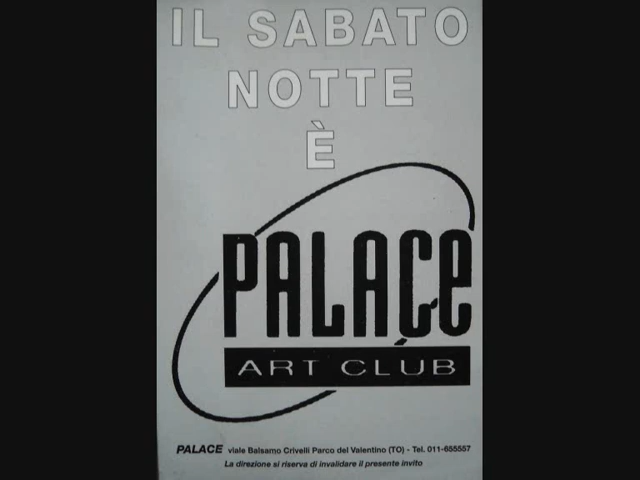 IL SABATO
NOTTE
È
PALACE
ART CLUB
PALACE viale Balsamo Crivelli Parco del Valentino (TO) - Tel. 011-655557
La direzione si riserva di invalidare il presente invito